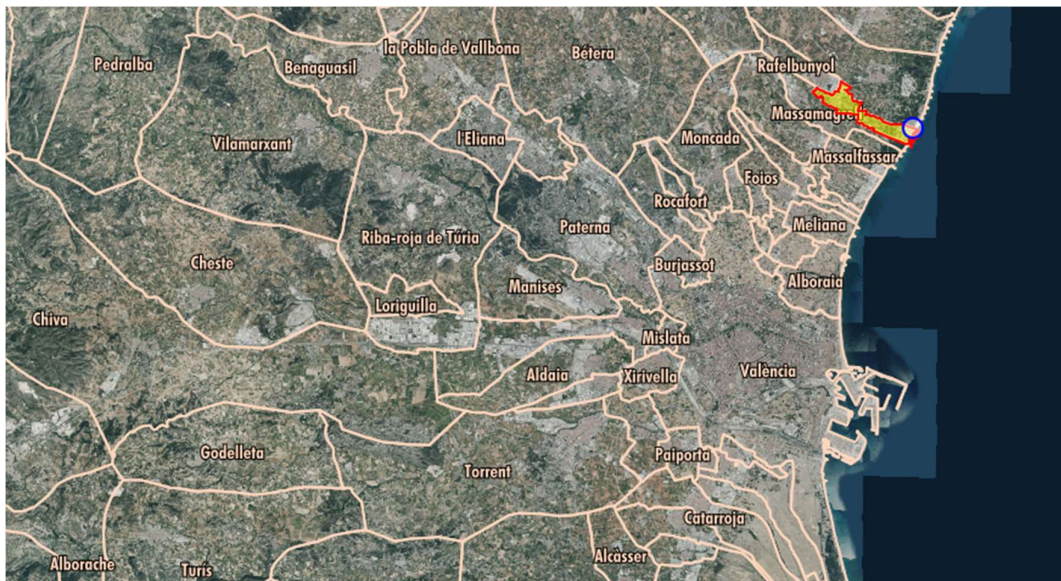 la Pobla de Vallbona
Bétera
Pedralba
Benaguasil
Rafelbunyol
Massamagrell
Vilamarxant
l'Eliana
Moncada
Massalfassar
Foios
Rocafort
Meliana
Paterna
Riba-roja de Túria
Cheste
Burjassot
Alboraia
Manises
Loriguilla
Chiva
Mislata
Aldaia
Xirivella
València
Godelleta
Torrent
Paiporta
Catarroja
Alborache
Turís
Alcàsser